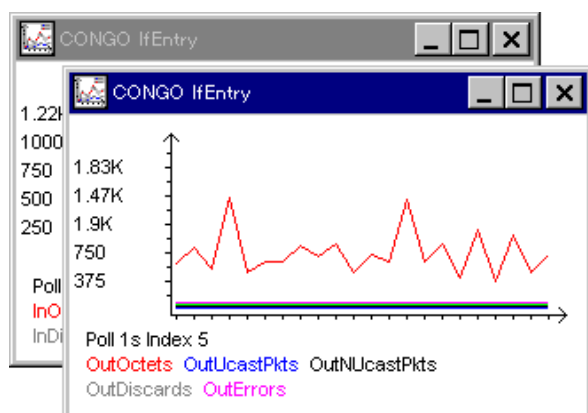 CONGO IfEntry
CONGO IfEntry
1.22K
1000
750
500
250
Poll
InO
InDi
1.83K
1.47K
1.9K
750
375
Poll 1s Index 5
OutOctets OutUcastPkts OutNUcastPkts
OutDiscards OutErrors